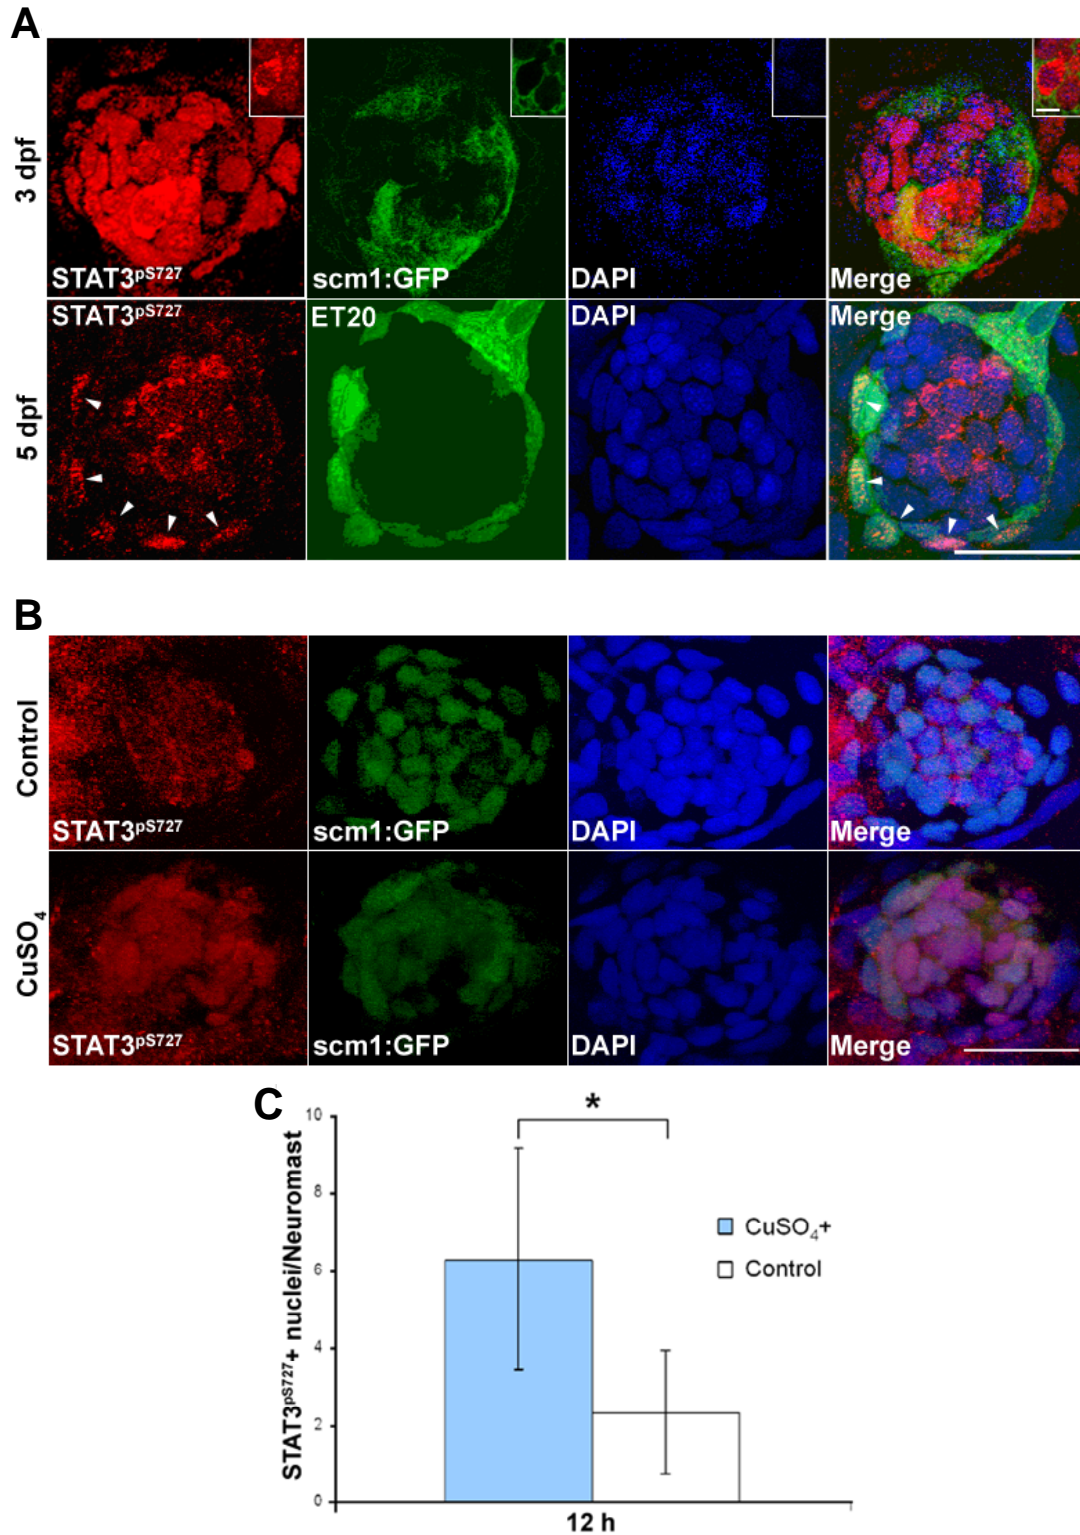 A
3 dpf
STAT3pS727 scm1:GFP DAPI Merge
5 dpf
STAT3pS727 ET20 DAPI Merge
B
Control
STAT3pS727 scm1:GFP DAPI Merge
CuSO4
STAT3pS727 scm1:GFP DAPI Merge
C
STAT3pS727+ nuclei/Neuromast
10
8
6
4
2
0
*
CuSO4+
Control
12 h